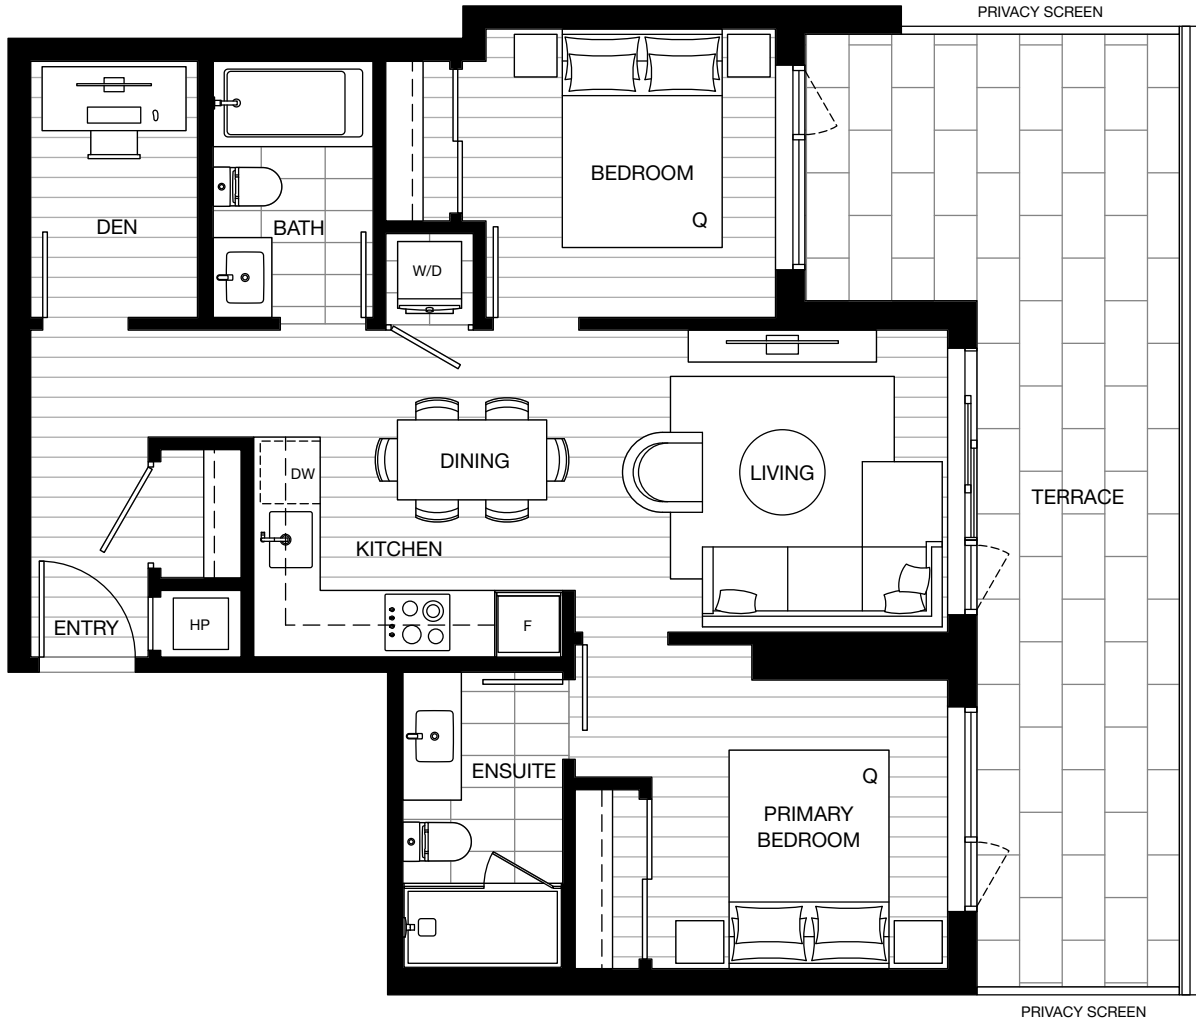 PRIVACY SCREEN
BEDROOM
Q
DEN
BATH
W/D
DINING
LIVING
DW
TERRACE
KITCHEN
ENTRY
HP
F
ENSUITE
Q
PRIMARY
BEDROOM
PRIVACY SCREEN